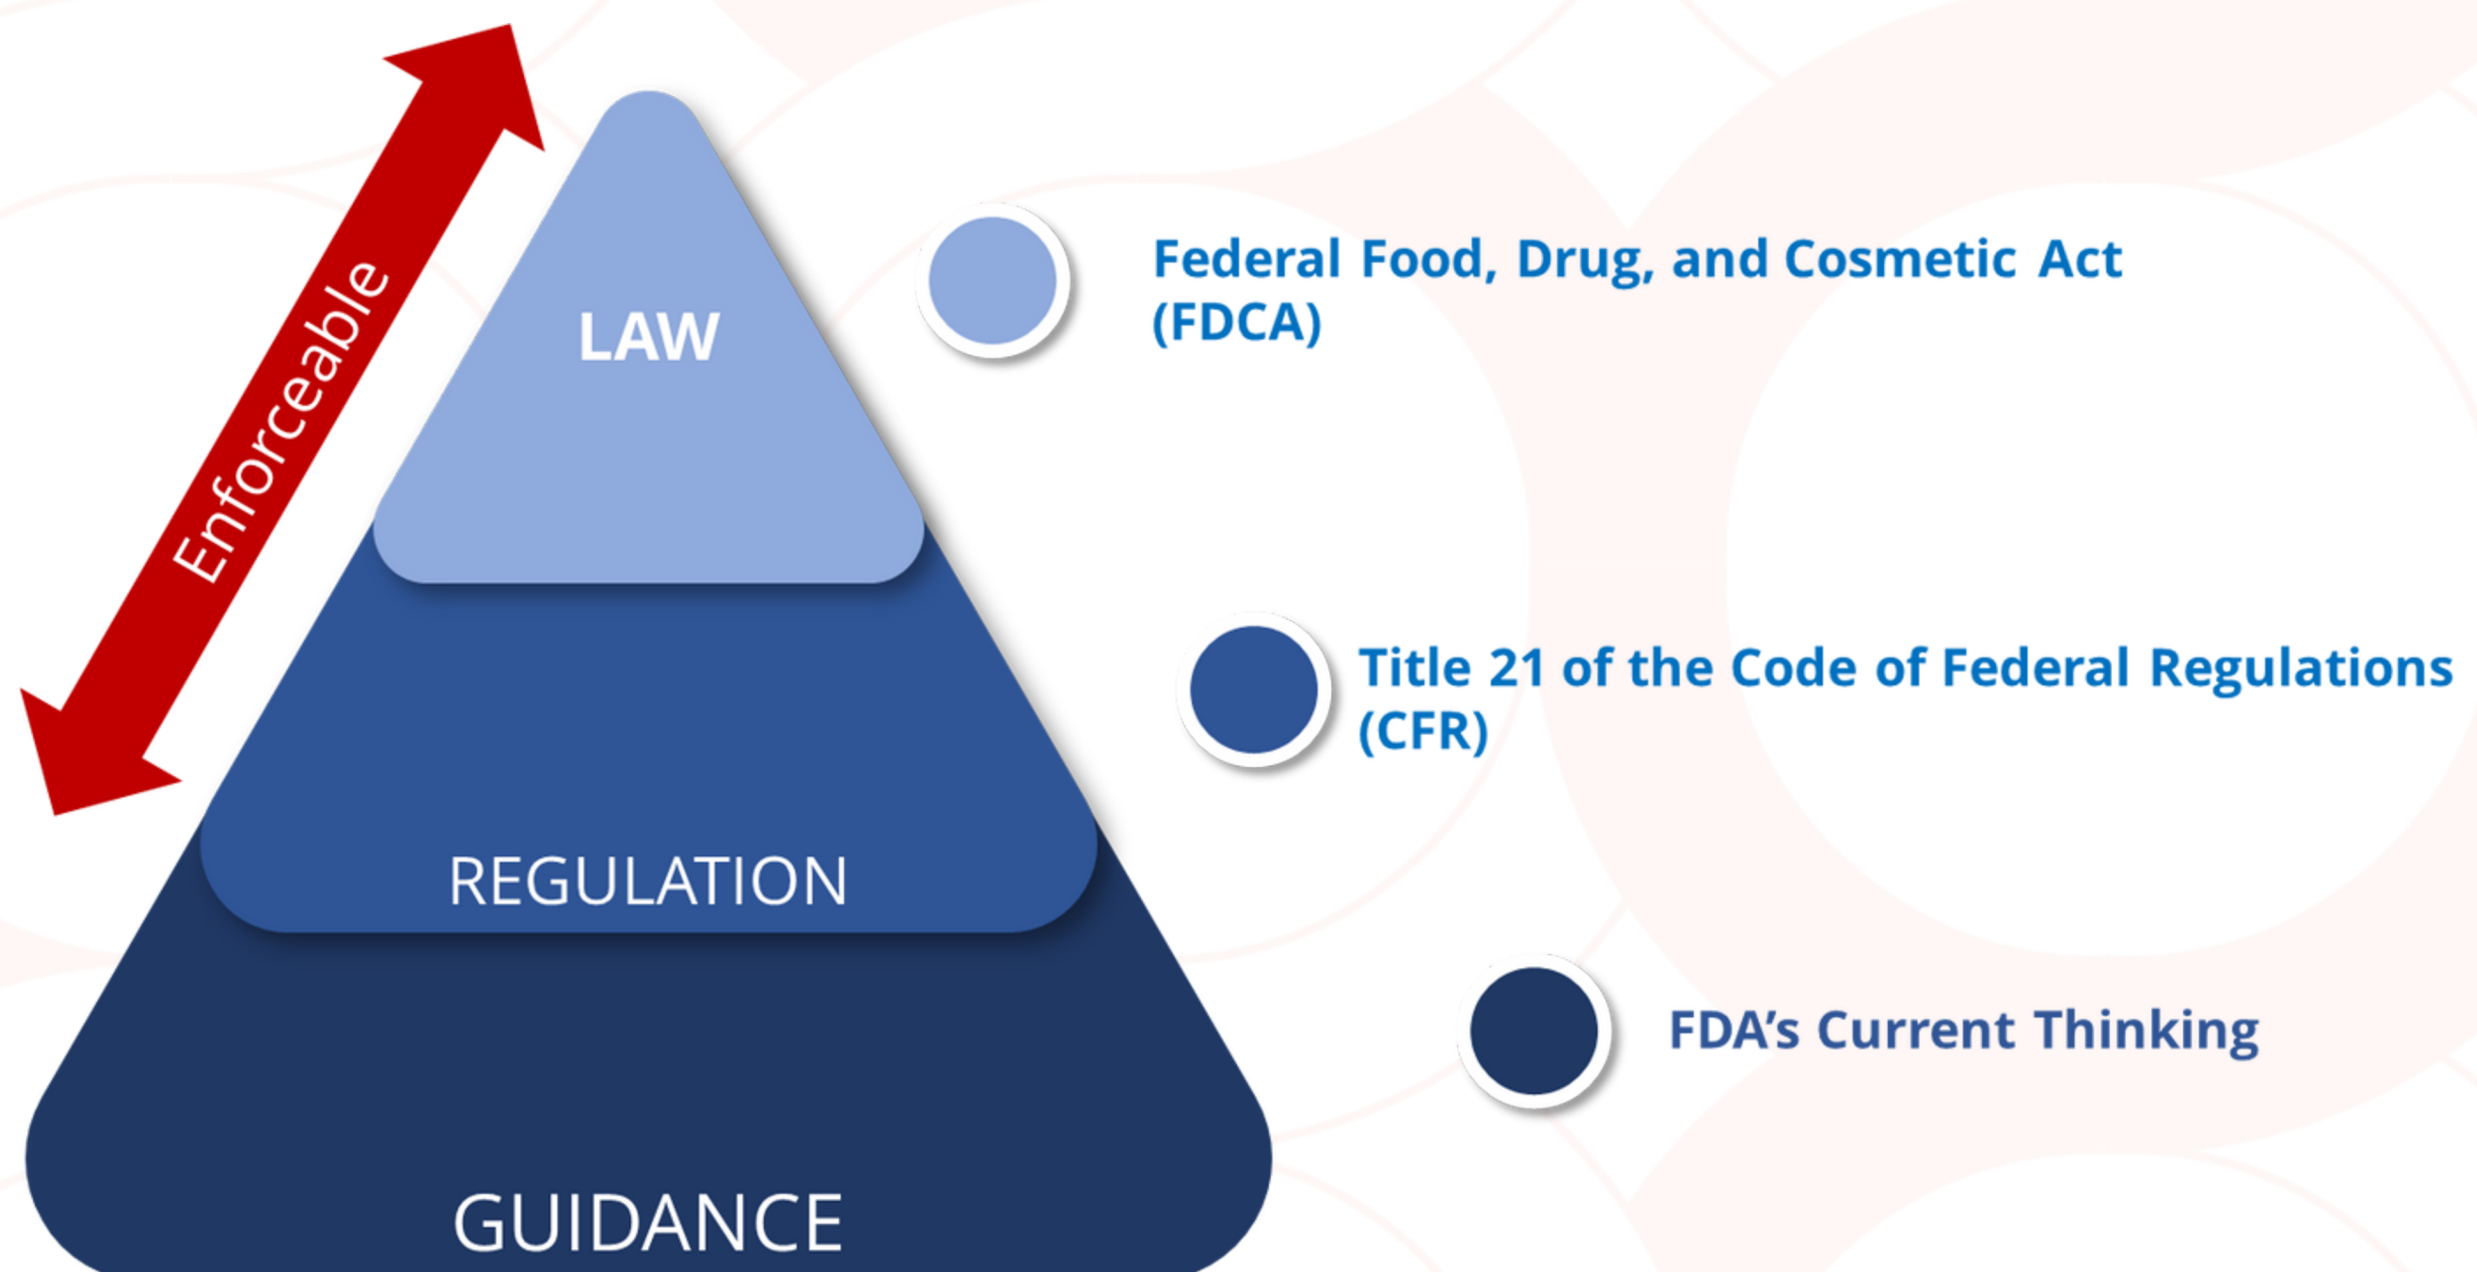 Enforceable
LAW
Federal Food, Drug, and Cosmetic Act
(FDCA)
Title 21 of the Code of Federal Regulations
(CFR)
REGULATION
FDA’s Current Thinking
GUIDANCE